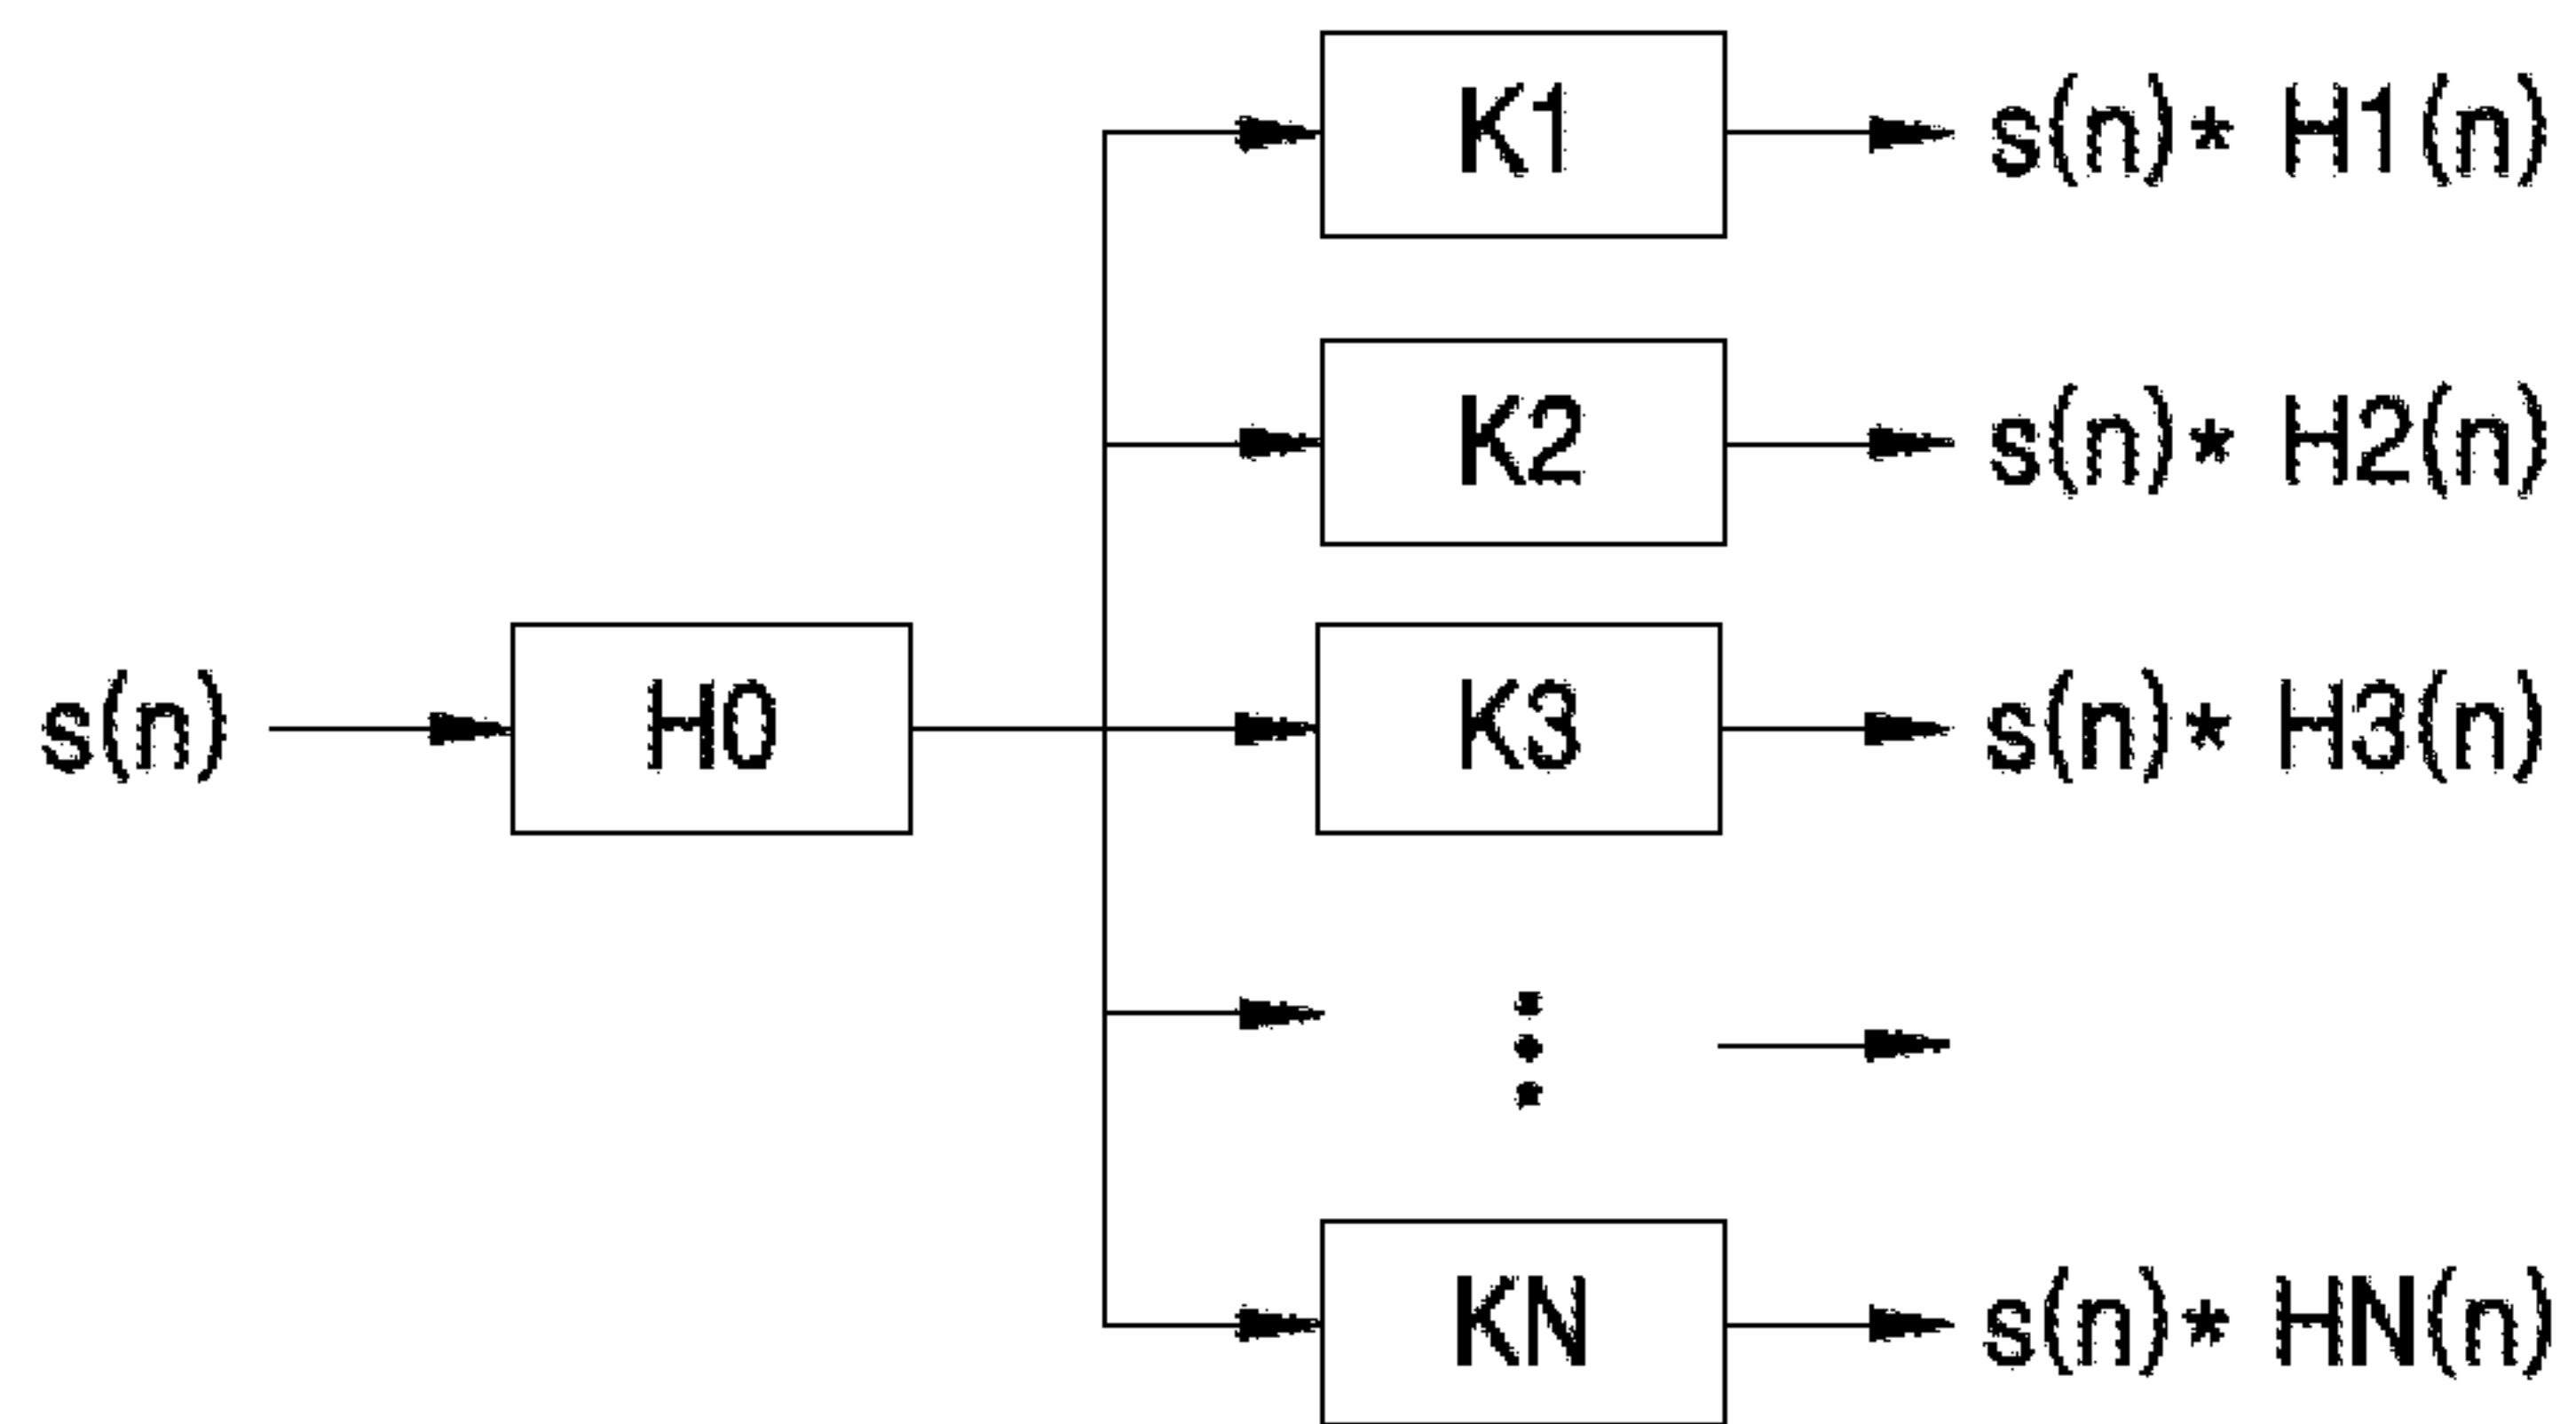 K1
s(n)* H1(n)
K2
s(n)* H2(n)
s(n)
H0
K3
s(n)* H3(n)
KN
s(n)* HN(n)